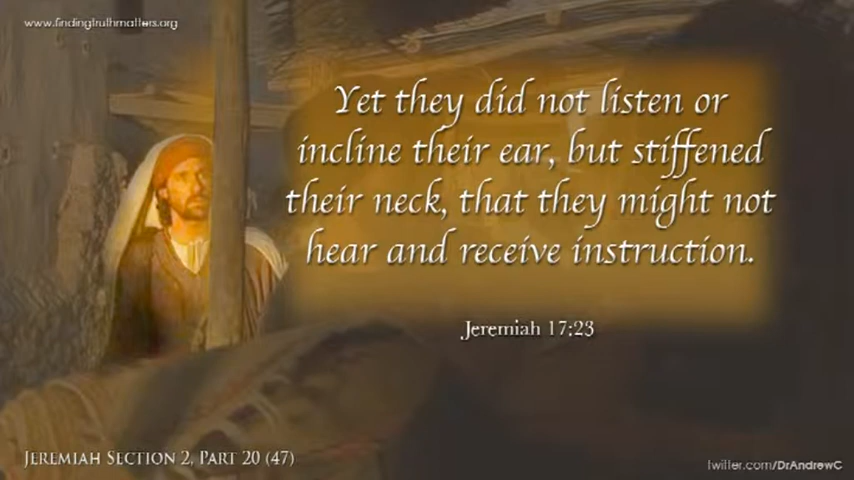 www.findingtruthmatters.org
Yet they did not listen or
incline their ear, but stiffened
their neck, that they might not
hear and receive instruction.
Jeremiah 17:23
Jeremiah Section 2, Part 20 (47)
twitter.com/DrAndrewC